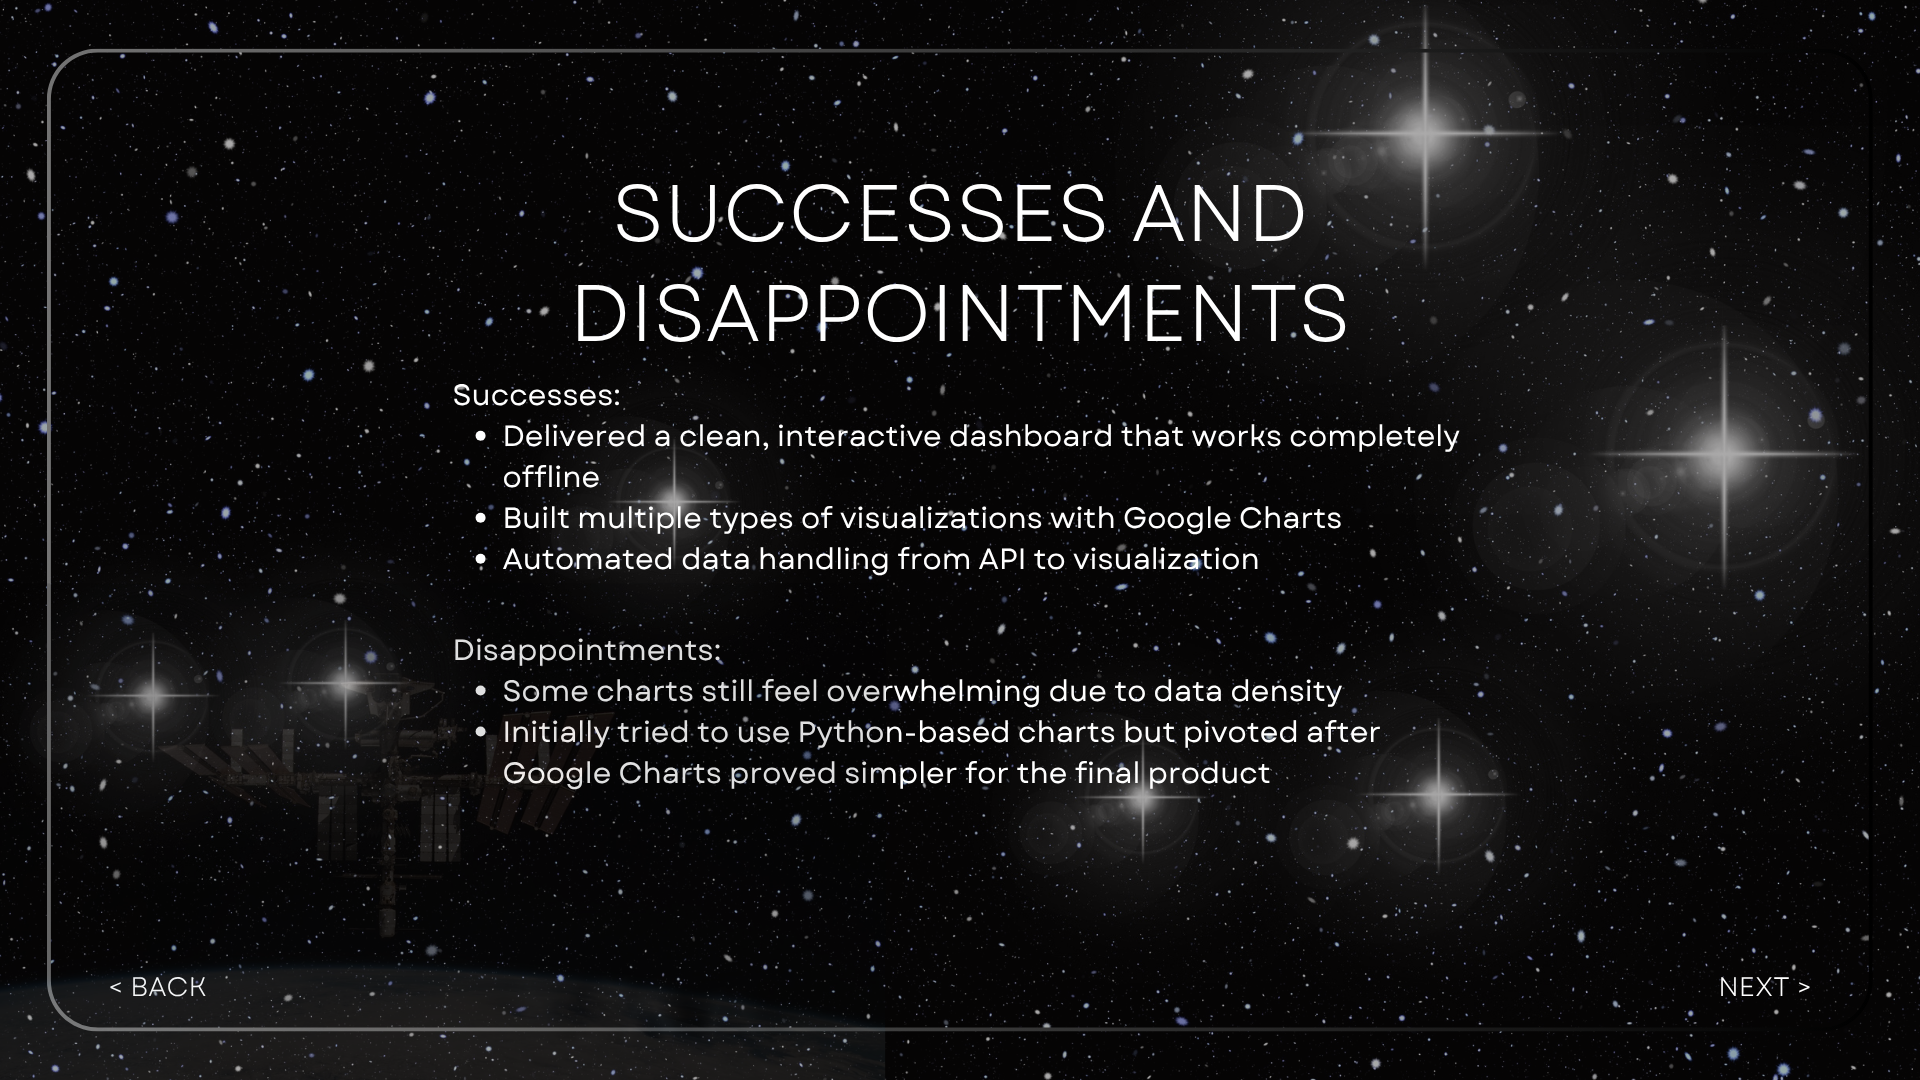 SUCCESSES AND
DISAPPOINTMENTS
Successes:
• Delivered a clean, interactive dashboard that works completely
offline
• Built multiple types of visualizations with Google Charts
• Automated data handling from API to visualization
Disappointments:
• Some charts still feel overwhelming due to data density
• Initially tried to use Python-based charts but pivoted after
Google Charts proved simpler for the final product
< BACK
NEXT >